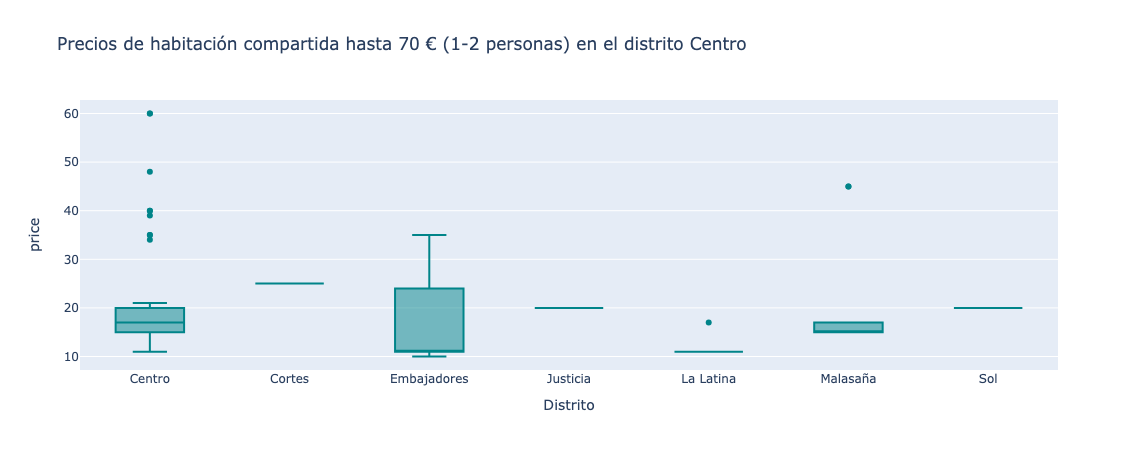 Precios de habitación compartida hasta 70 € (1-2 personas) en el distrito Centro
60
50
40
30
20
10
price
Centro
Cortes
Embajadores
Justicia
La Latina
Malasaña
Sol
Distrito